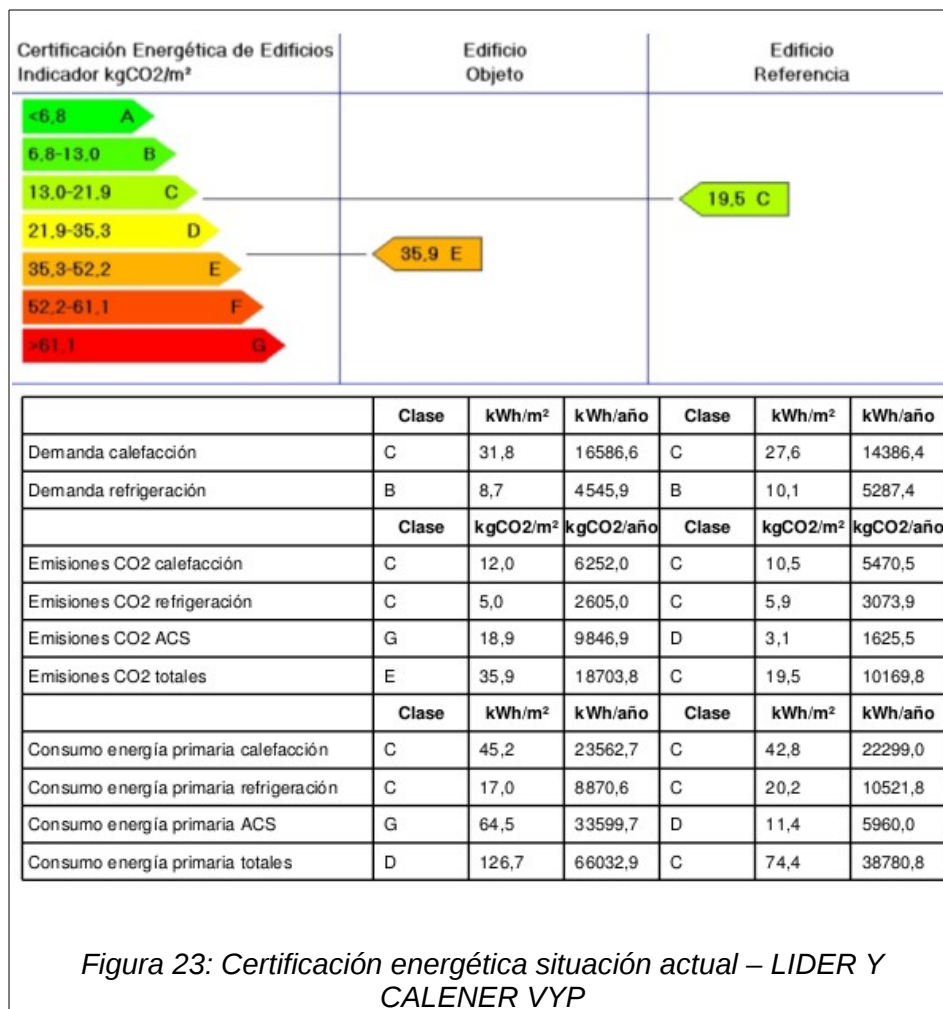 Certificación Energética de Edificios
Indicador kgCO2/m²
Edificio
Objeto
Edificio
Referencia
<6,8 A
6,8-13,0 B
13,0-21,9 C
19,5 C
21,9-35,3 D
35,9 E
35,3-52,2 E
52,2-61,1 F
>61,1 G
Clase kWh/m² kWh/año Clase kWh/m² kWh/año
Demanda calefacción C 31,8 16586,6 C 27,6 14386,4
Demanda refrigeración B 8,7 4545,9 B 10,1 5287,4
Clase kgCO2/m² kgCO2/año Clase kgCO2/m² kgCO2/año
Emisiones CO2 calefacción C 12,0 6252,0 C 10,5 5470,5
Emisiones CO2 refrigeración C 5,0 2605,0 C 5,9 3073,9
Emisiones CO2 ACS G 18,9 9846,9 D 3,1 1625,5
Emisiones CO2 totales E 35,9 18703,8 C 19,5 10169,8
Clase kWh/m² kWh/año Clase kWh/m² kWh/año
Consumo energía primaria calefacción C 45,2 23562,7 C 42,8 22299,0
Consumo energía primaria refrigeración C 17,0 8870,6 C 20,2 10521,8
Consumo energía primaria ACS G 64,5 33599,7 D 11,4 5960,0
Consumo energía primaria totales D 126,7 66032,9 C 74,4 38780,8
Figura 23: Certificación energética situación actual – LIDER Y
CALENER VYP